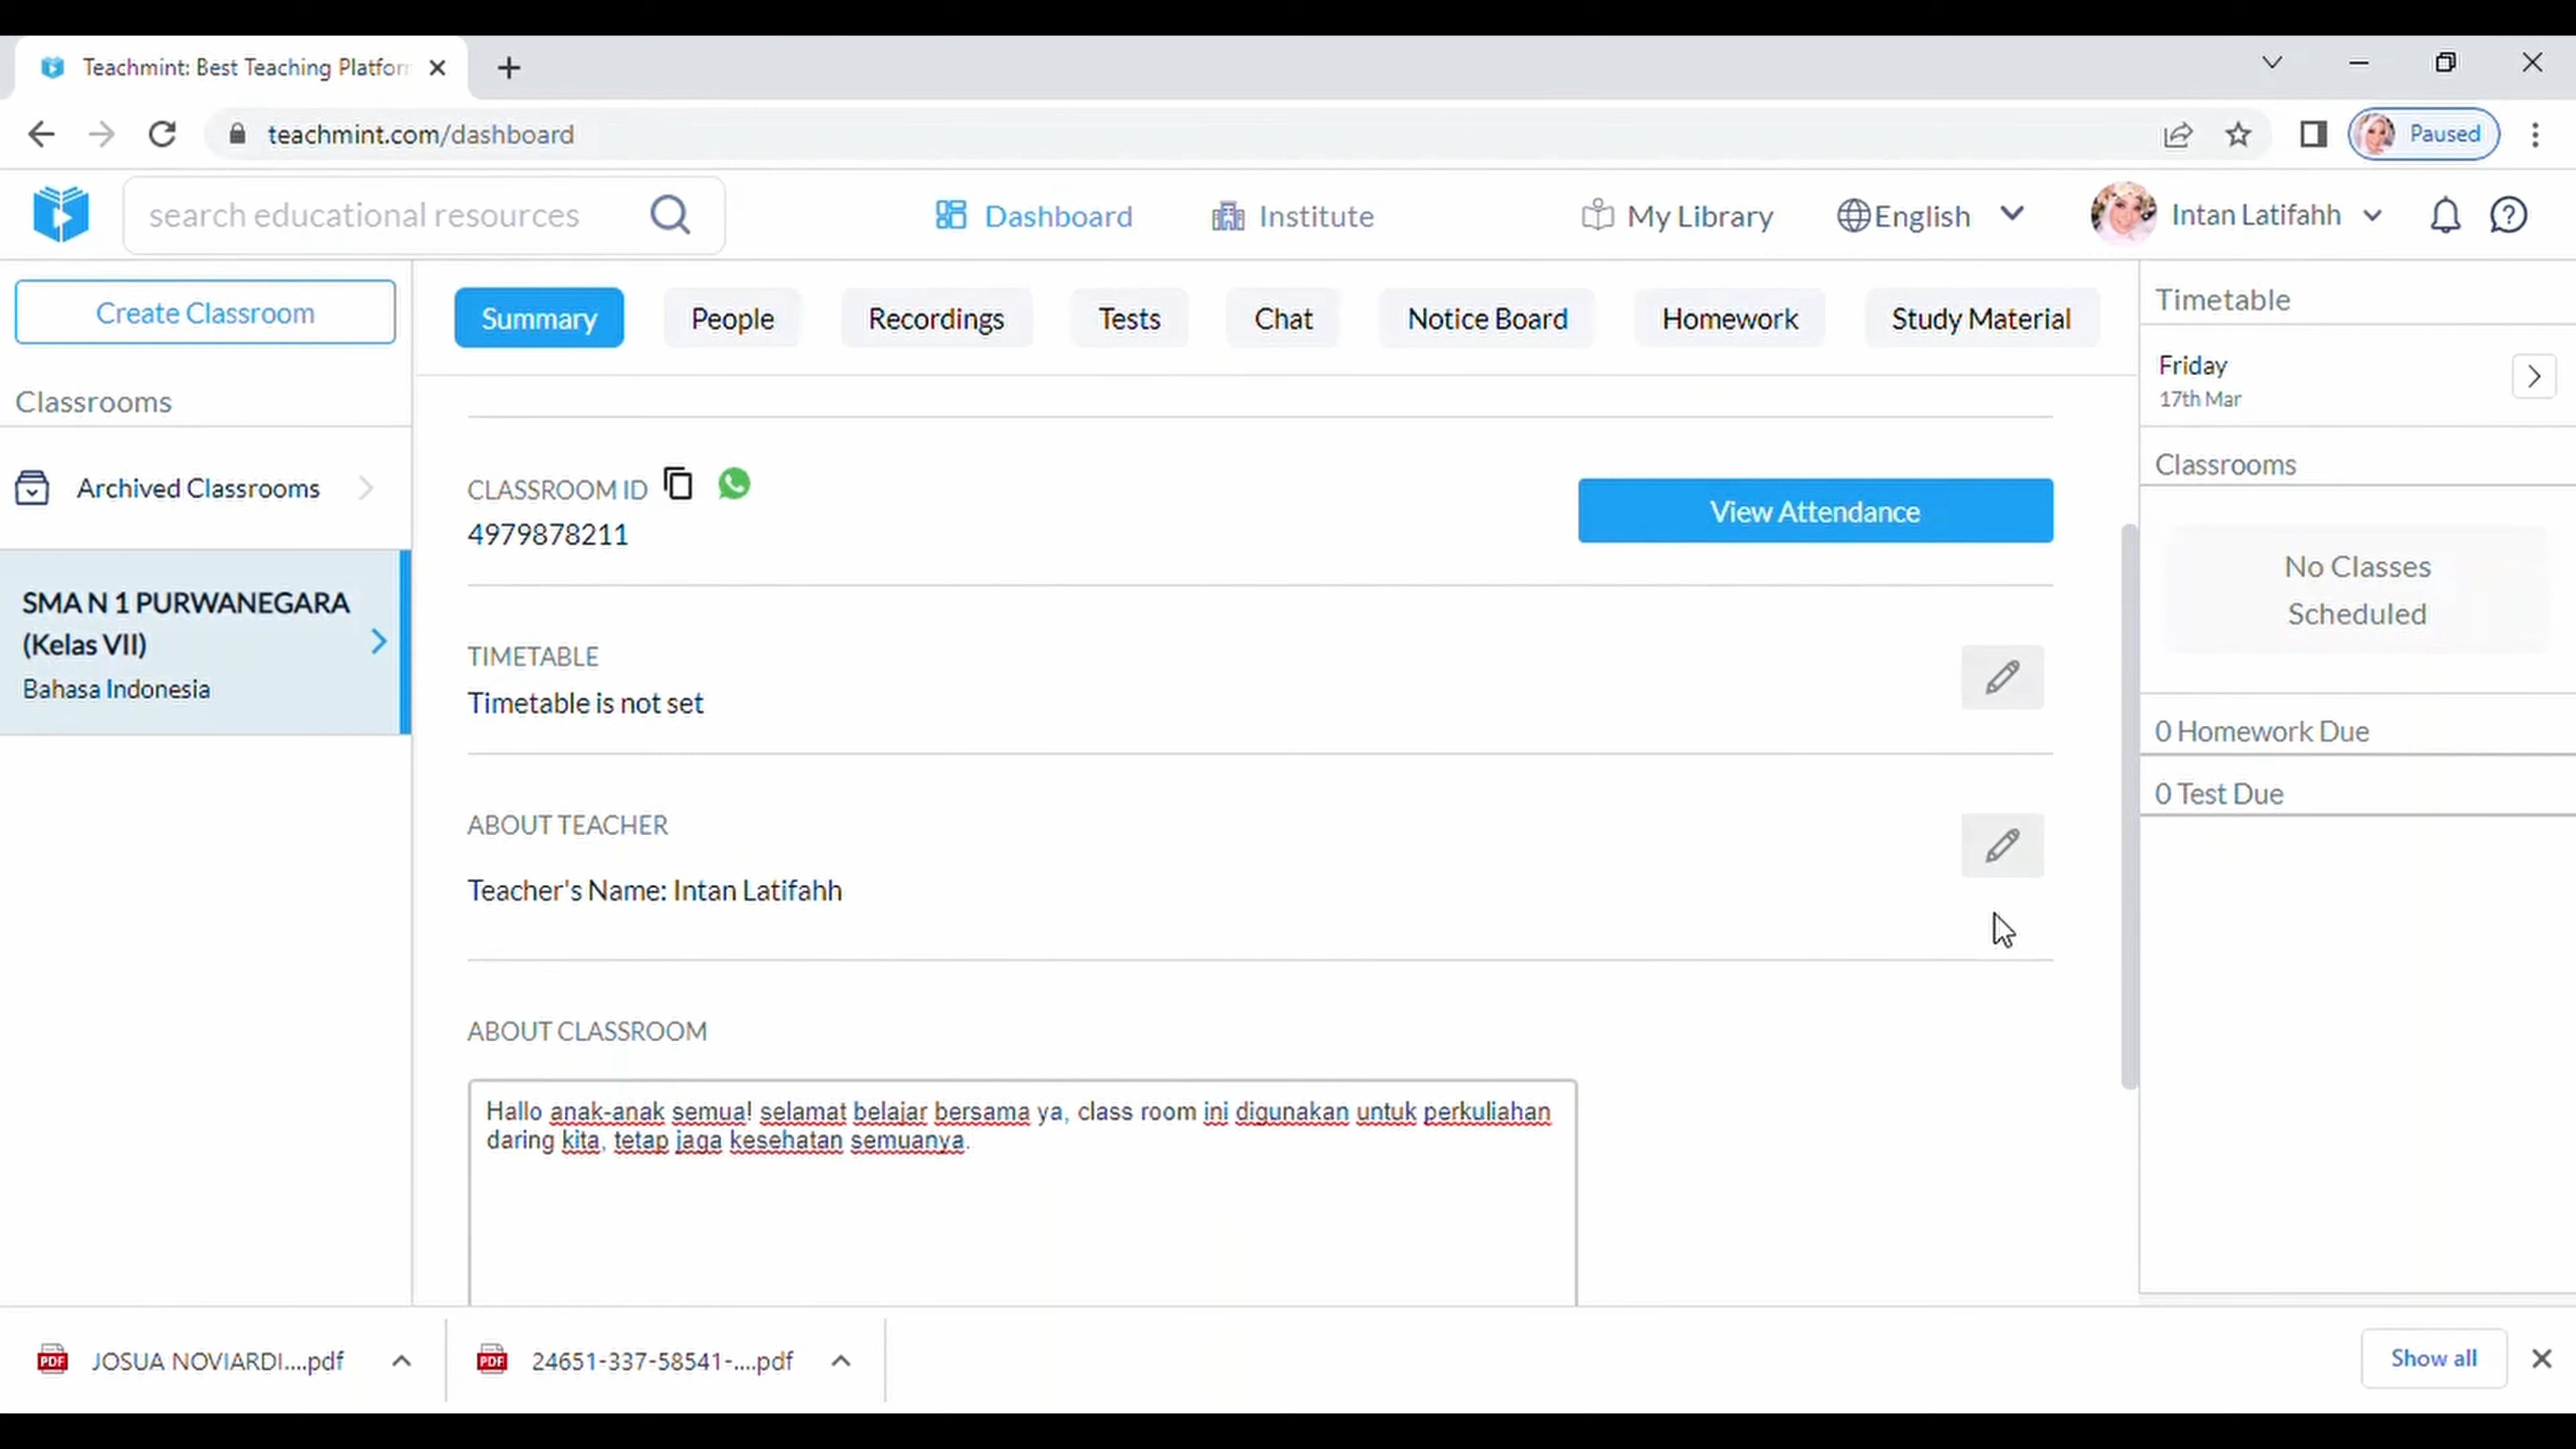 Teachmint: Best Teaching Platform
teachmint.com/dashboard
Paused
search educational resources
Dashboard
Institute
My Library
English
Intan Latifahh
Create Classroom
Classrooms
Archived Classrooms
SMA N 1 PURWANEGARA
(Kelas VII)
Bahasa Indonesia
Summary
People
Recordings
Tests
Chat
Notice Board
Homework
Study Material
CLASSROOM ID
4979878211
View Attendance
TIMETABLE
Timetable is not set
ABOUT TEACHER
Teacher's Name: Intan Latifahh
ABOUT CLASSROOM
Hallo anak-anak semua! selamat belajar bersama ya, class room ini digunakan untuk perkuliahan
daring kita, tetap jaga kesehatan semuanya.
Timetable
Friday
17th Mar
Classrooms
No Classes
Scheduled
0 Homework Due
0 Test Due
JOSUA NOVIARDI....pdf
24651-337-58541-....pdf
Show all